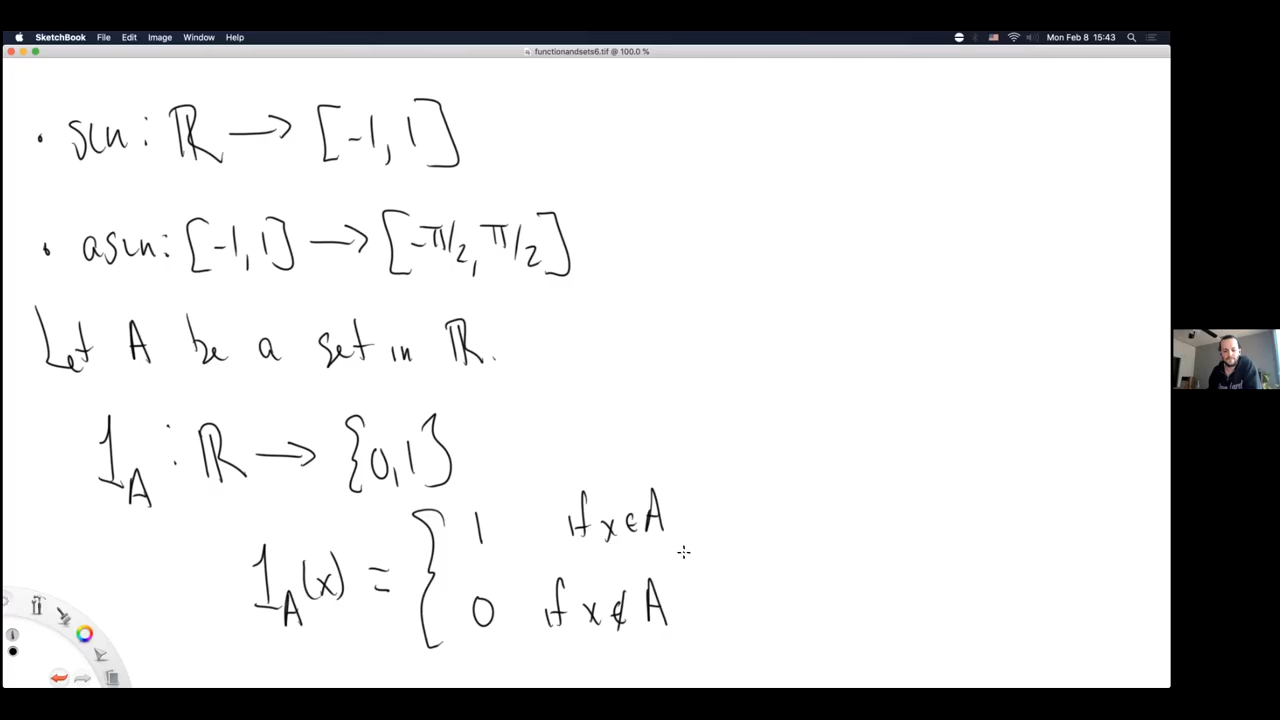 SketchBook File Edit Image Window Help Mon Feb 8 15:43
functionandsets6.tif @ 100.0 %
• sin: ℝ → [-1, 1]
• asin: [-1, 1] → [-π/2, π/2]
Let A be a set in ℝ.
1_A : ℝ → {0,1}
1_A(x) = { 1 if x ∈ A
0 if x ∉ A